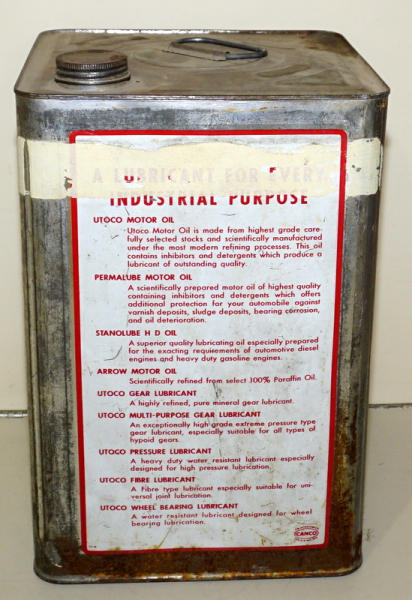 A LUBRICANT FOR EVERY
INDUSTRIAL PURPOSE
UTOCO MOTOR OIL
Utoco Motor Oil is made from highest grade care-
fully selected stocks and scientifically manufactured
under the most modern refining processes. This oil
contains inhibitors and detergents which produce a
lubricant of outstanding quality.
PERMALUBE MOTOR OIL
A scientifically prepared motor oil of highest quality
containing inhibitors and detergents which offers
additional protection for your automobile against
varnish deposits, sludge deposits, bearing corrosion,
and oil deterioration.
STANOLUBE H D OIL
A superior quality lubricating oil especially prepared
for the exacting requirements of automotive diesel
engines and heavy duty gasoline engines.
ARROW MOTOR OIL
Scientifically refined from select 100% Paraffin Oil.
UTOCO GEAR LUBRICANT
A highly refined, pure mineral gear lubricant.
UTOCO MULTI-PURPOSE GEAR LUBRICANT
An exceptionally high grade extreme pressure type
gear lubricant, especially suitable for all types of
hypoid gears.
UTOCO PRESSURE LUBRICANT
A heavy duty water resistant lubricant especially
designed for high pressure lubrication.
UTOCO FIBRE LUBRICANT
A Fibre type lubricant especially suitable for uni-
versal joint lubrication.
UTOCO WHEEL BEARING LUBRICANT
A water resistant lubricant designed for wheel
bearing lubrication.
CANCO